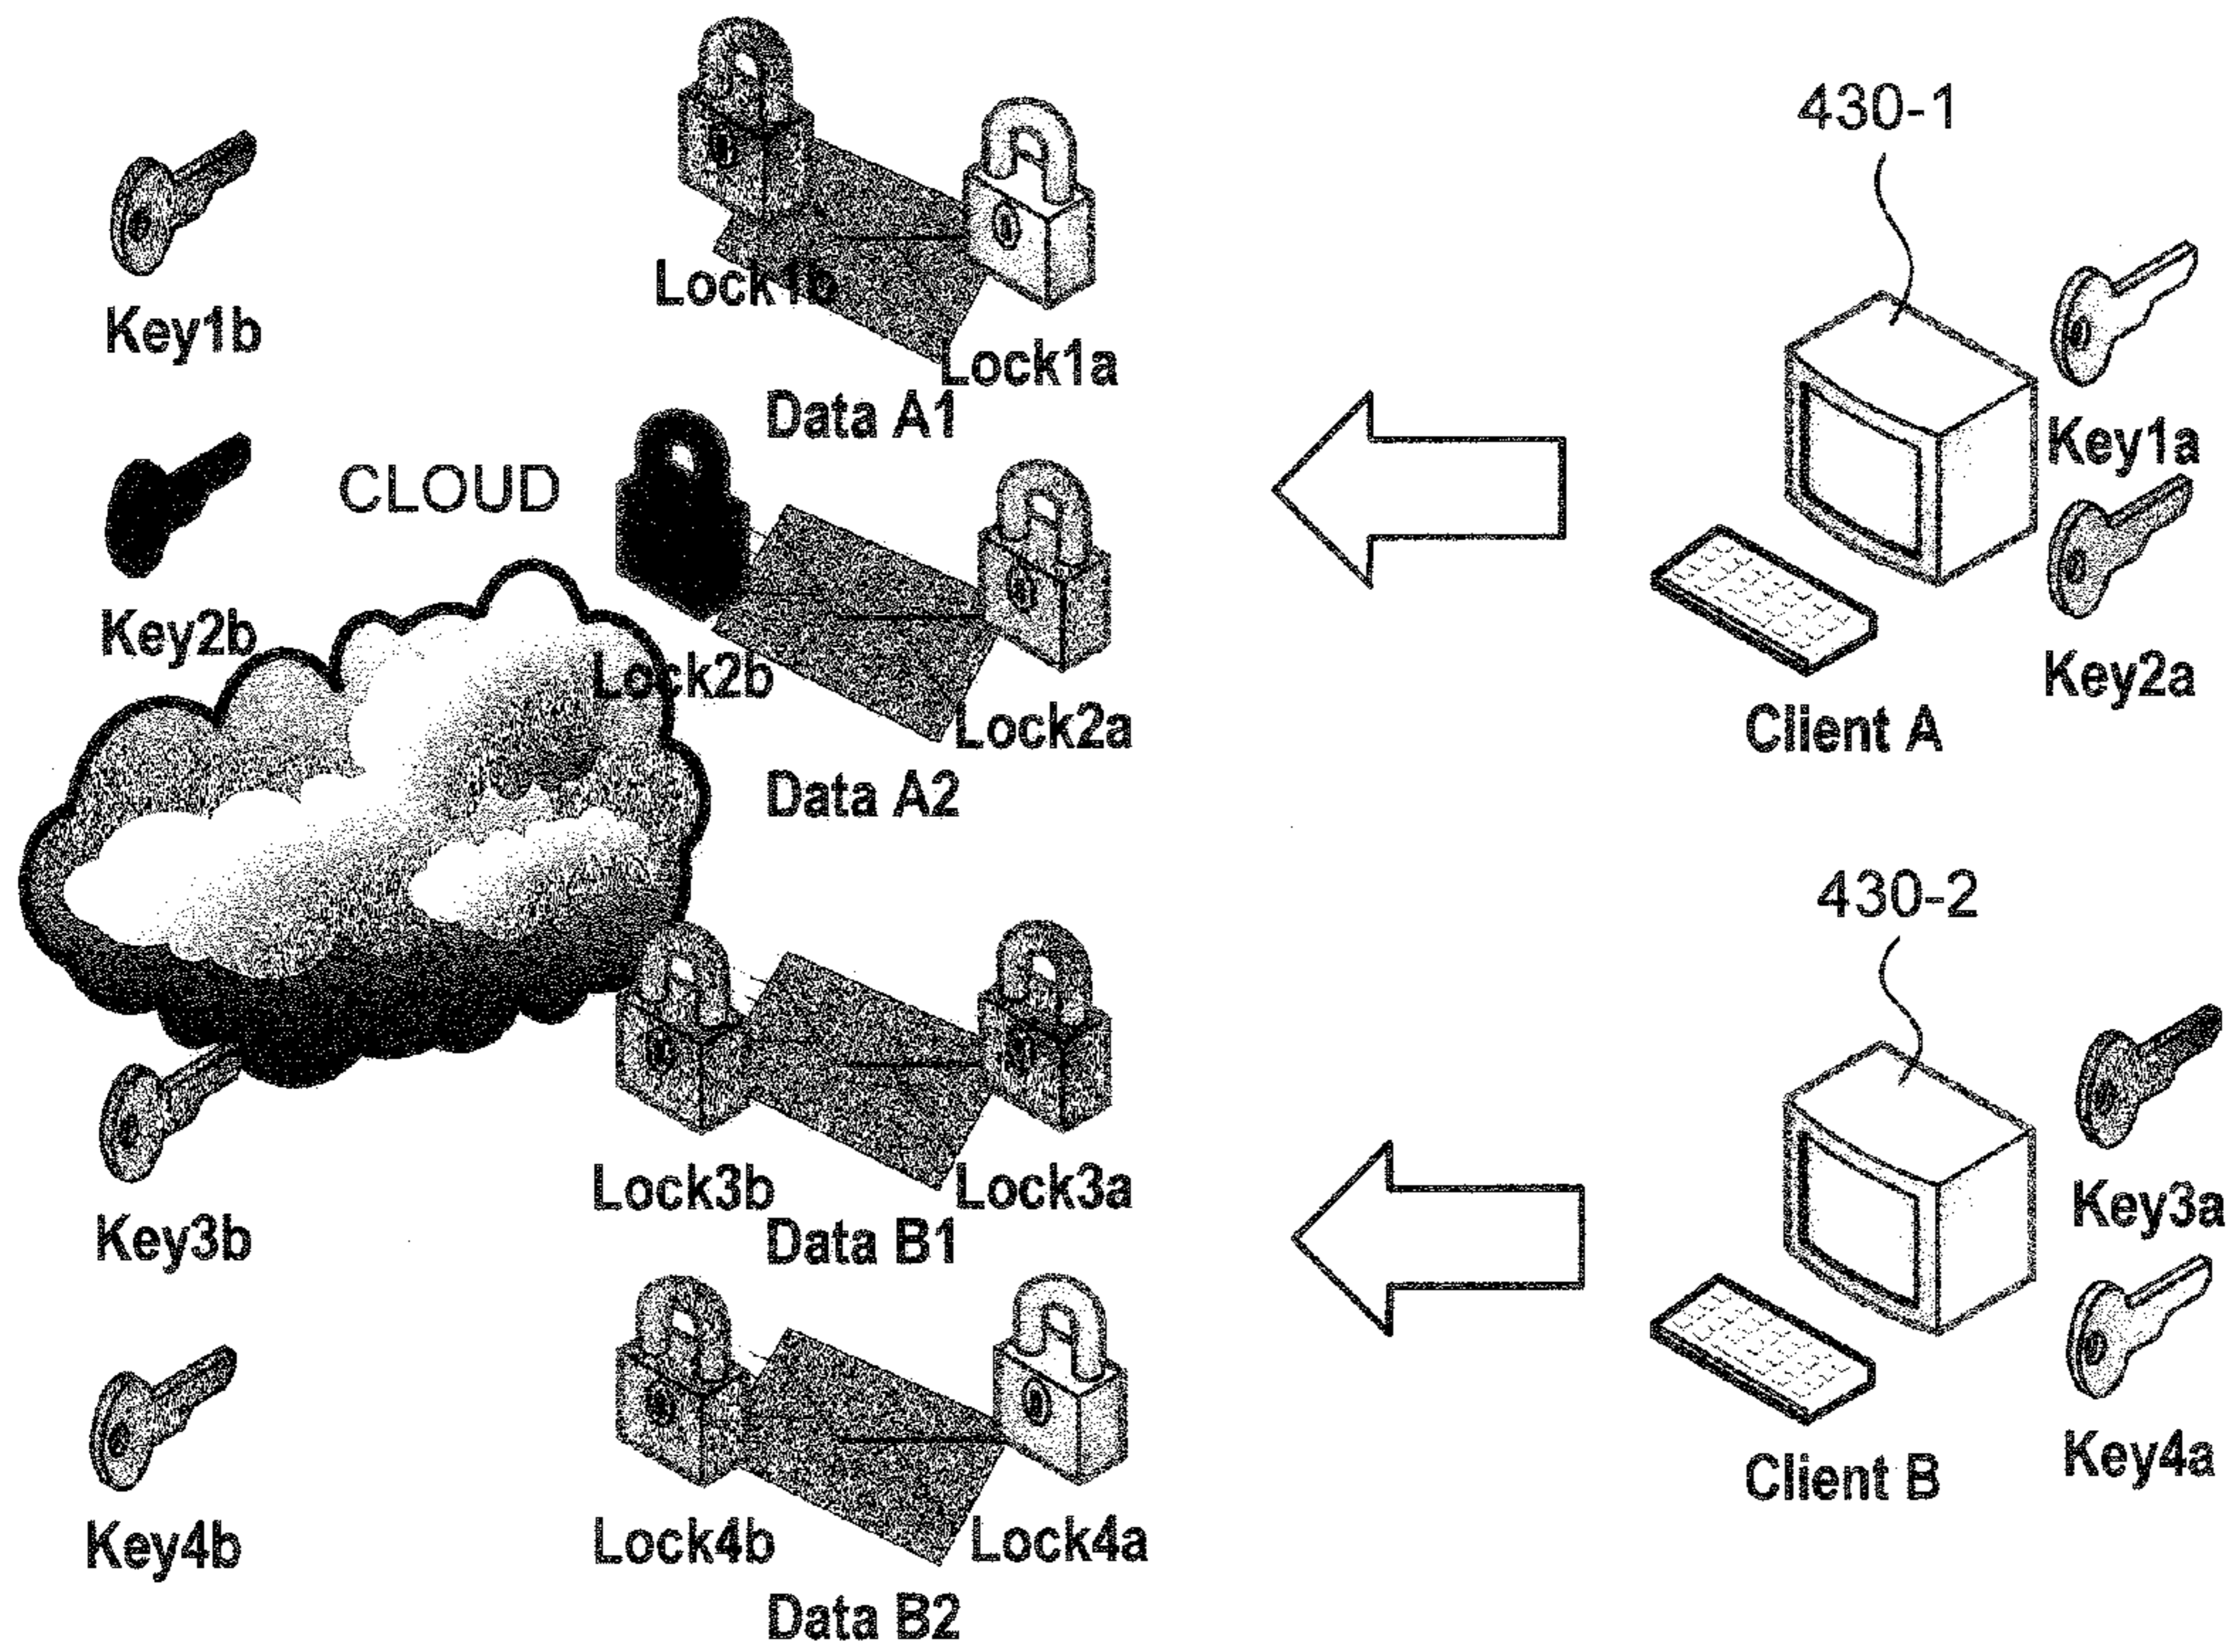 430-1
Key1b
Lock1b
Lock1a
Data A1
Key1a
CLOUD
Key2b
Lock2b
Lock2a
Key2a
Client A
Data A2
430-2
Key3b
Lock3b
Lock3a
Key3a
Data B1
Key4b
Lock4b
Lock4a
Client B
Key4a
Data B2